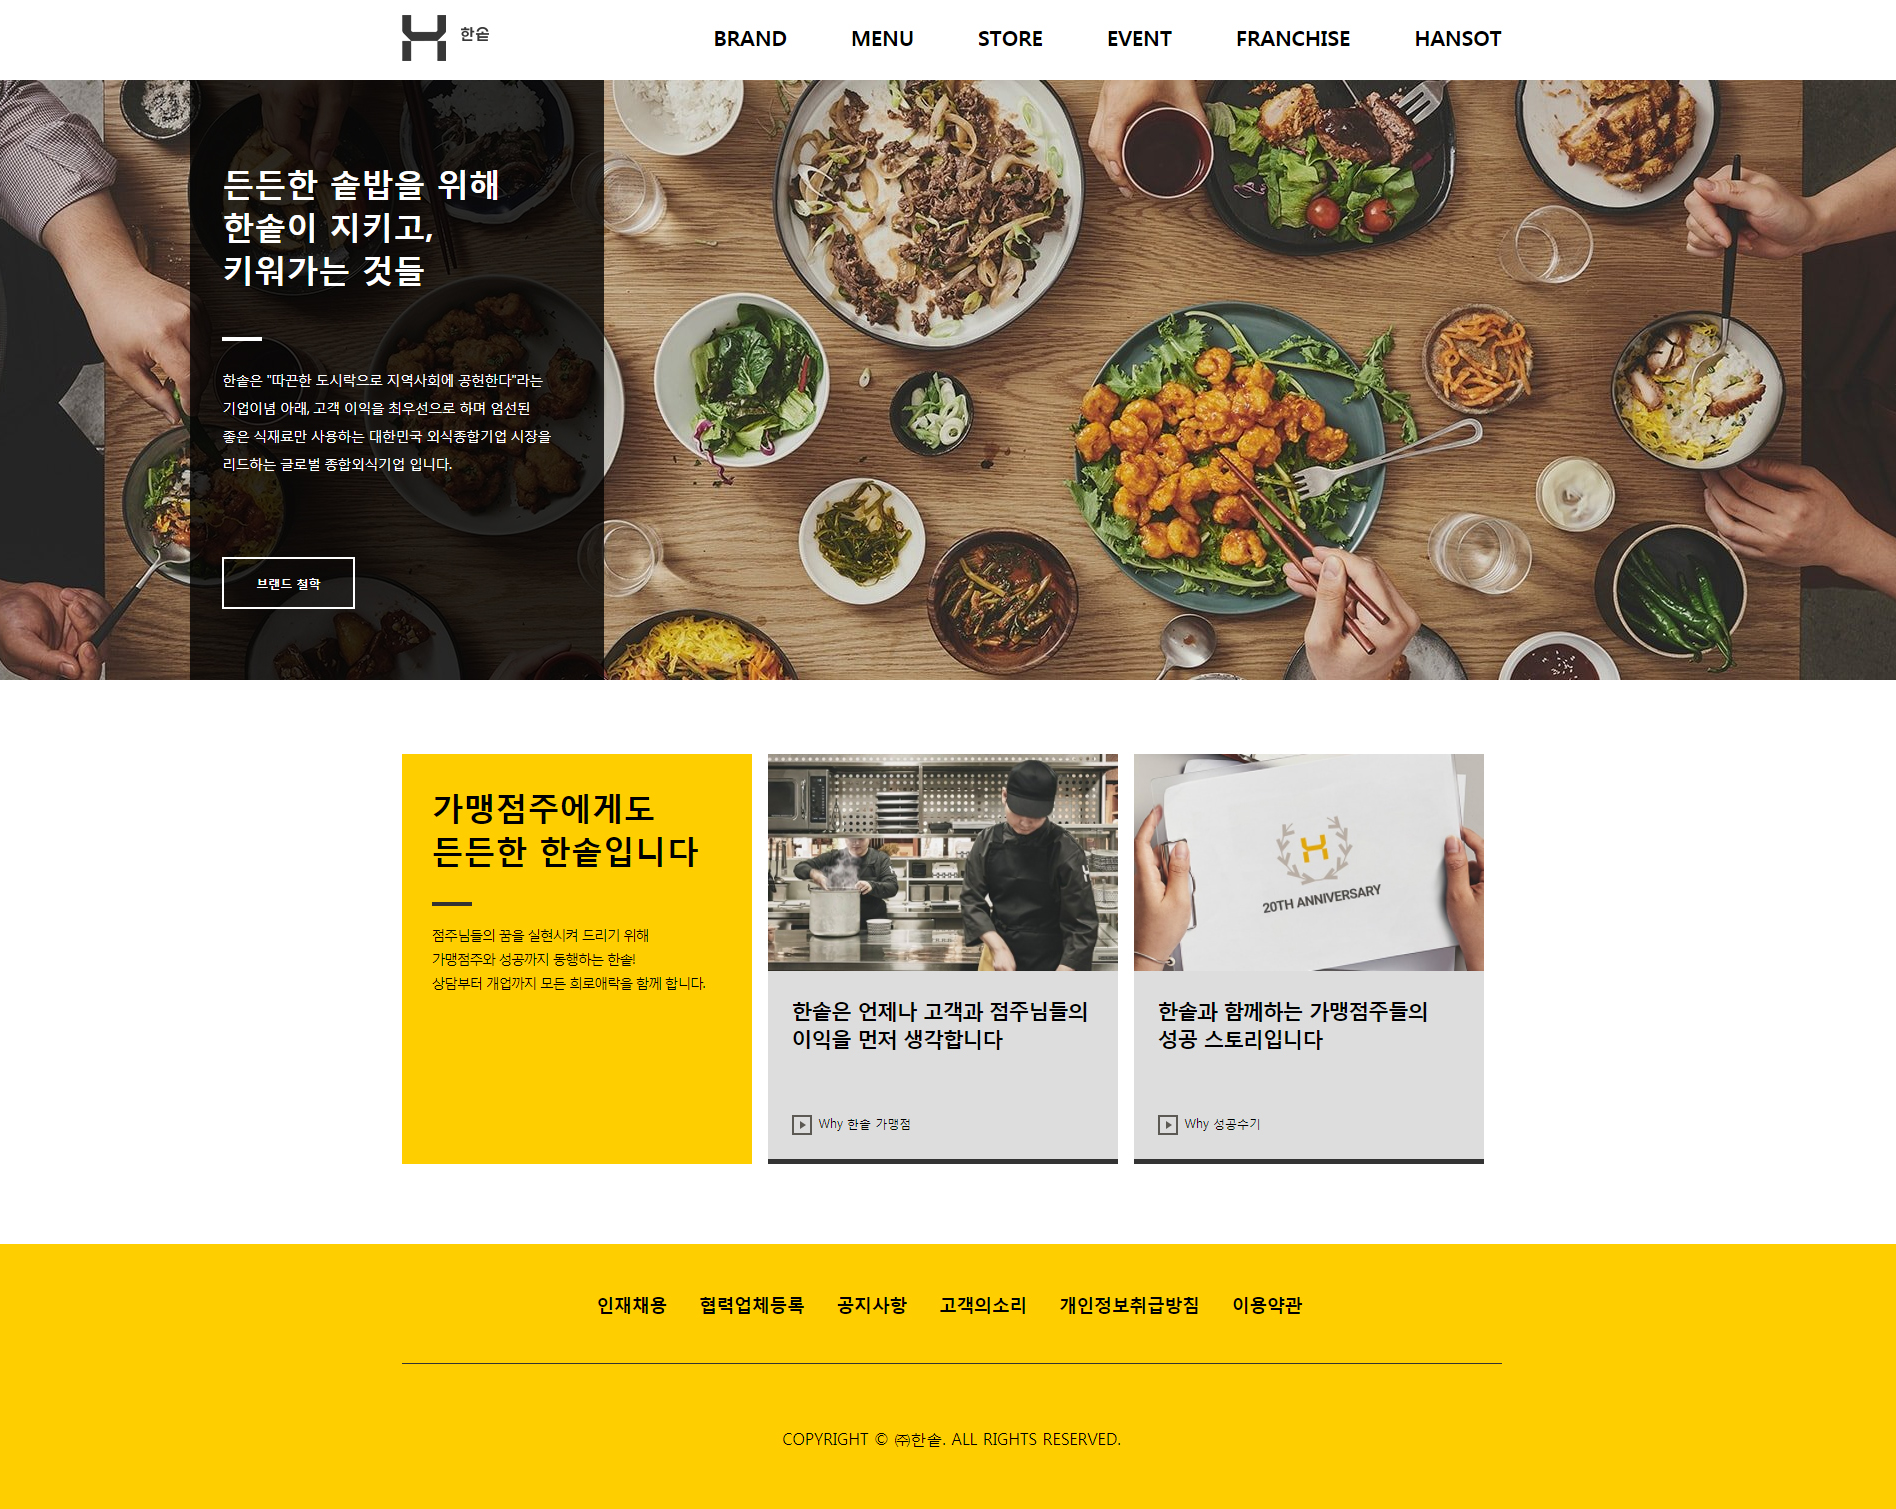 한솥
BRAND
MENU
STORE
EVENT
FRANCHISE
HANSOT
든든한 솥밥을 위해
한솥이 지키고,
키워가는 것들
한솥은 "따끈한 도시락으로 지역사회에 공헌한다"라는
기업이념 아래, 고객 이익을 최우선으로 하며 엄선된
좋은 식재료만 사용하는 대한민국 외식종합기업 시장을
리드하는 글로벌 종합외식기업 입니다.
브랜드 철학
가맹점주에게도
든든한 한솥입니다
점주님들의 꿈을 실현시켜 드리기 위해
가맹점주와 성공까지 동행하는 한솥!
상담부터 개업까지 모든 희로애락을 함께 합니다.
한솥은 언제나 고객과 점주님들의
이익을 먼저 생각합니다
Why 한솥 가맹점
20TH ANNIVERSARY
한솥과 함께하는 가맹점주들의
성공 스토리입니다
Why 성공수기
인재채용
협력업체등록
공지사항
고객의소리
개인정보취급방침
이용약관
COPYRIGHT © ㈜한솥. ALL RIGHTS RESERVED.